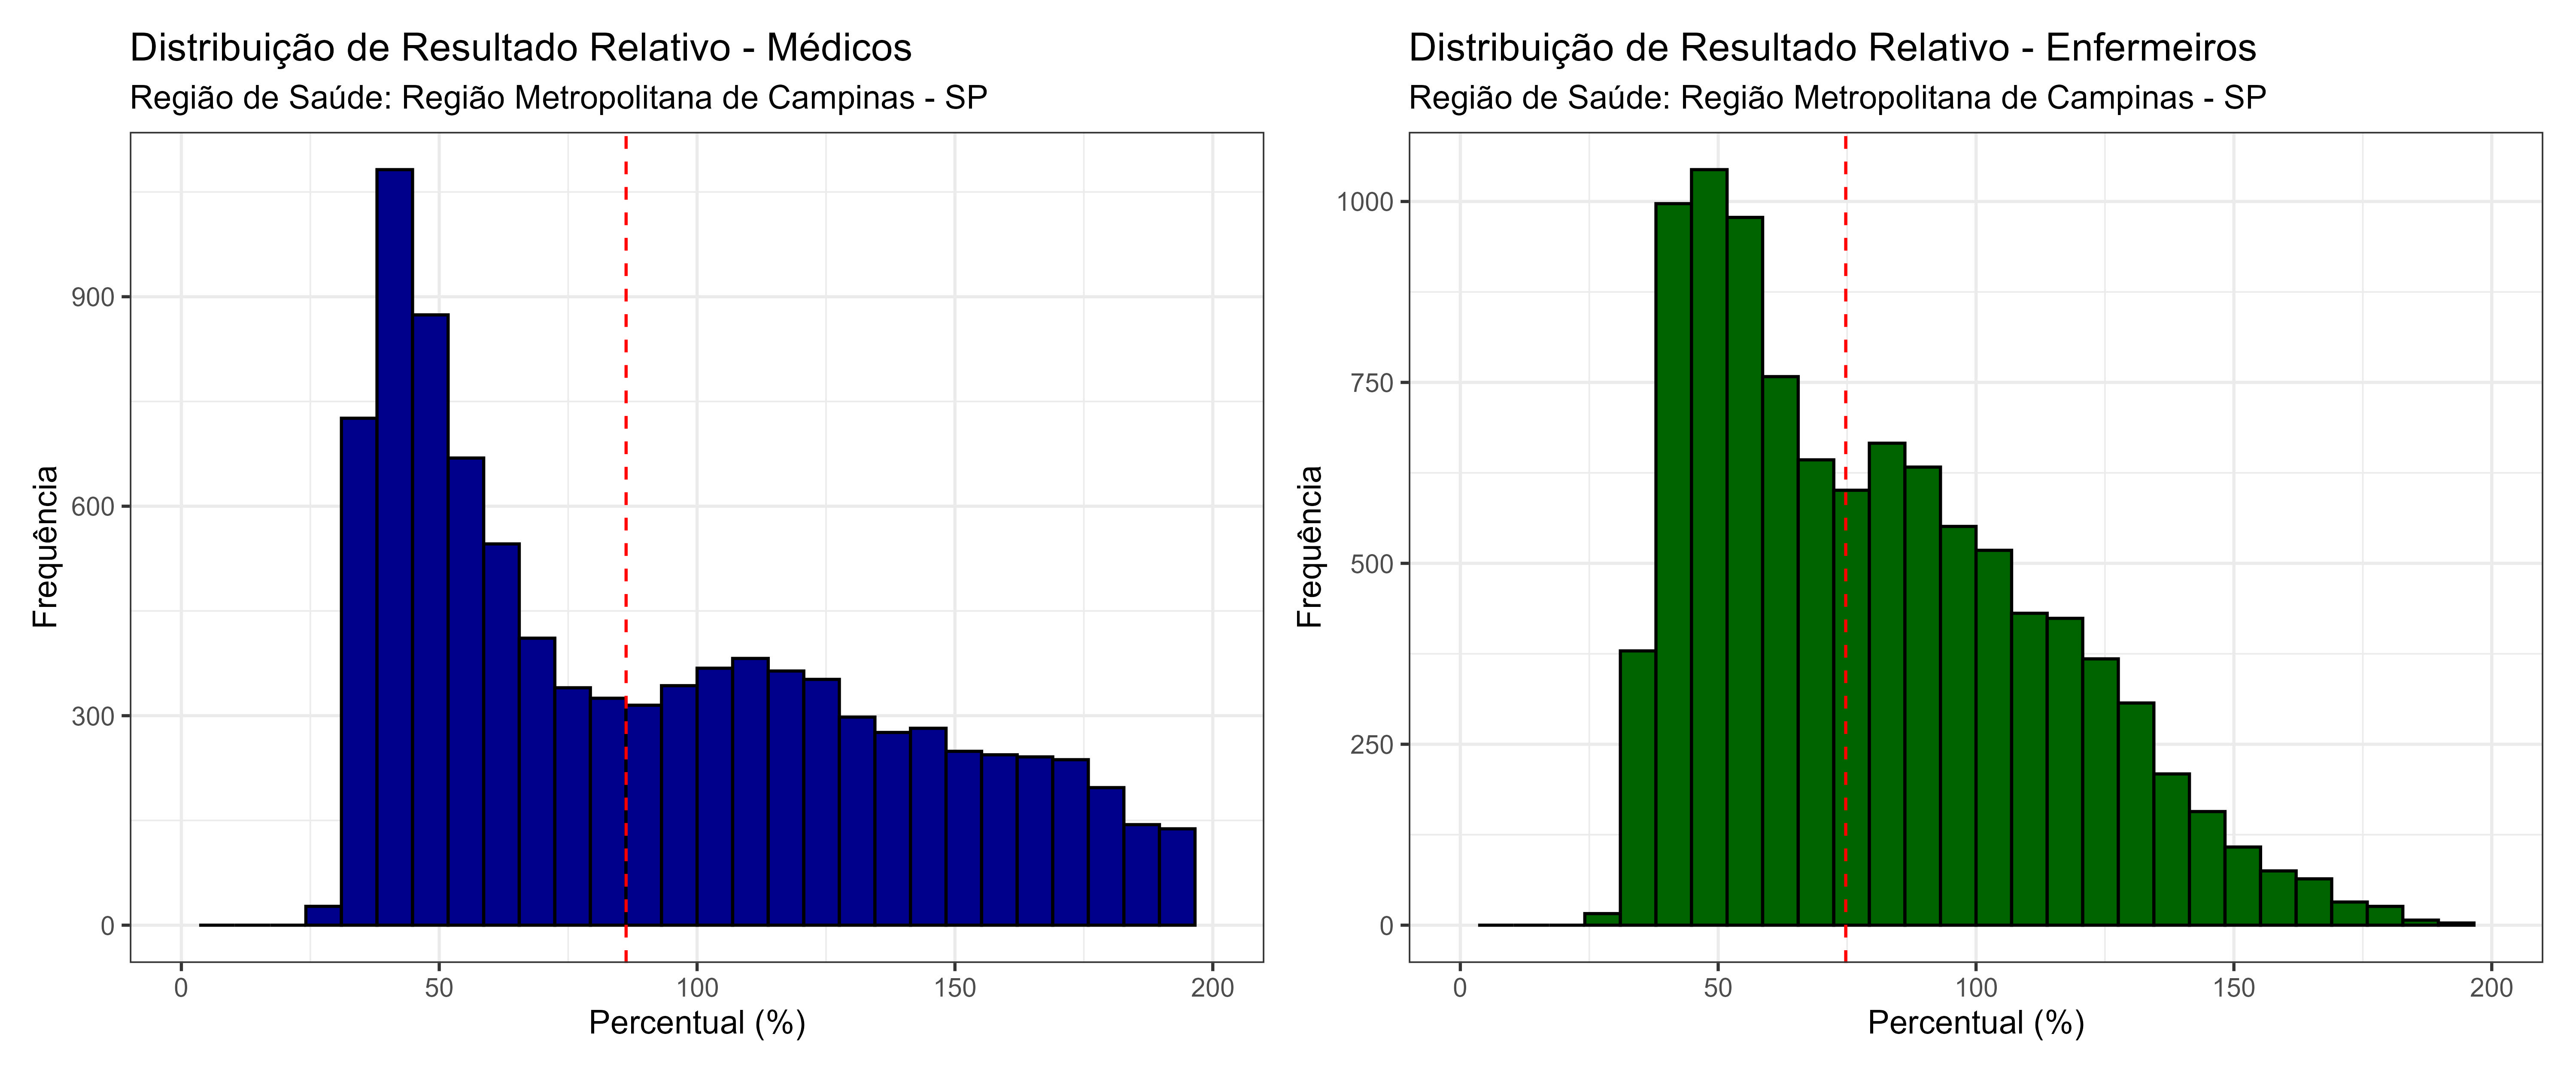 Distribuição de Resultado Relativo - Médicos
Região de Saúde: Região Metropolitana de Campinas - SP
Frequência
900
600
300
0
0 50 100 150 200
Percentual (%)
Distribuição de Resultado Relativo - Enfermeiros
Região de Saúde: Região Metropolitana de Campinas - SP
Frequência
1000
750
500
250
0
0 50 100 150 200
Percentual (%)